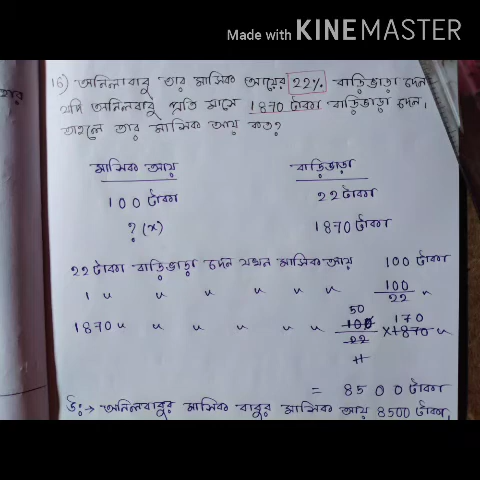 Made with KINEMASTER
16) অনিলবাবু তার মাসিক আয়ের 22% বাড়িভাড়া দেন
যদি অনিলবাবু প্রতি মাসে 1870 টাকা বাড়িভাড়া দেন,
তাহলে তার মাসিক আয় কত?
মাসিক আয় বাড়িভাড়া
100 টাকা 22 টাকা
? (x) 1870 টাকা
22 টাকা বাড়িভাড়া দেন যখন মাসিক আয় 100 টাকা
1 " " " " " " 100/22 "
50 170
1870 " " " " " " 100/22 × 1870 "
11
= 8500 টাকা
উঃ→ অনিলবাবুর মাসিক বাবুর মাসিক আয় 8500 টাকা,